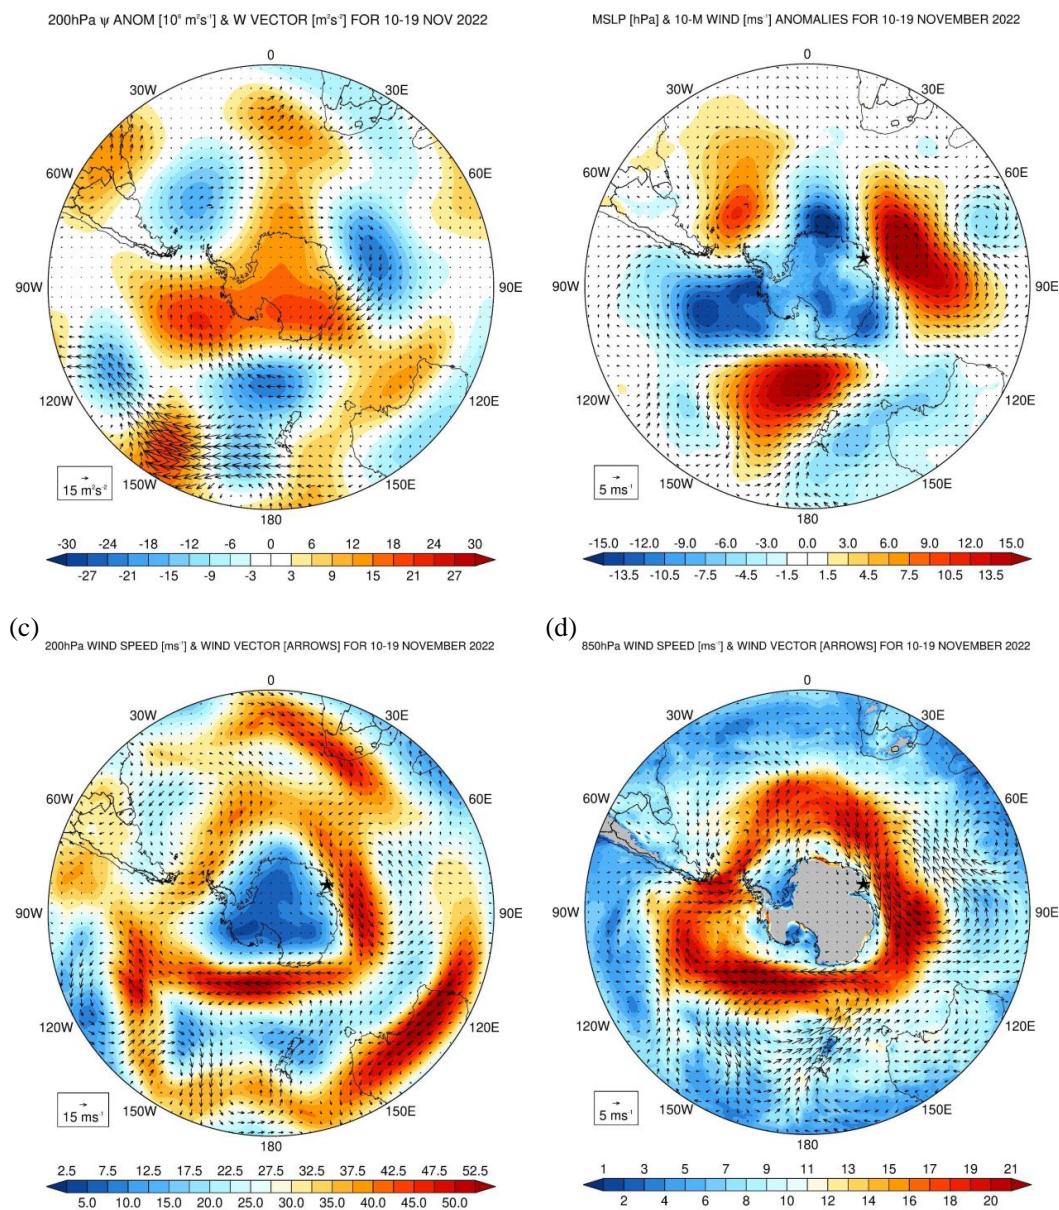 200hPa ψ ANOM [10⁶ m²s⁻¹] & W VECTOR [m²s⁻²] FOR 10-19 NOV 2022
0
30W
30E
60W
60E
90W
90E
120W
120E
150W
150E
180
15 m²s⁻²
-30 -24 -18 -12 -6 0 6 12 18 24 30
-27 -21 -15 -9 -3 3 9 15 21 27
MSLP [hPa] & 10-M WIND [ms⁻¹] ANOMALIES FOR 10-19 NOVEMBER 2022
0
30W
30E
60W
60E
90W
90E
120W
120E
150W
150E
180
5 ms⁻¹
-15.0 -12.0 -9.0 -6.0 -3.0 0.0 3.0 6.0 9.0 12.0 15.0
-13.5 -10.5 -7.5 -4.5 -1.5 1.5 4.5 7.5 10.5 13.5
(c)
200hPa WIND SPEED [ms⁻¹] & WIND VECTOR [ARROWS] FOR 10-19 NOVEMBER 2022
0
30W
30E
60W
60E
90W
90E
120W
120E
150W
150E
180
15 ms⁻¹
2.5 7.5 12.5 17.5 22.5 27.5 32.5 37.5 42.5 47.5 52.5
5.0 10.0 15.0 20.0 25.0 30.0 35.0 40.0 45.0 50.0
(d)
850hPa WIND SPEED [ms⁻¹] & WIND VECTOR [ARROWS] FOR 10-19 NOVEMBER 2022
0
30W
30E
60W
60E
90W
90E
120W
120E
150W
150E
180
5 ms⁻¹
1 3 5 7 9 11 13 15 17 19 21
2 4 6 8 10 12 14 16 18 20